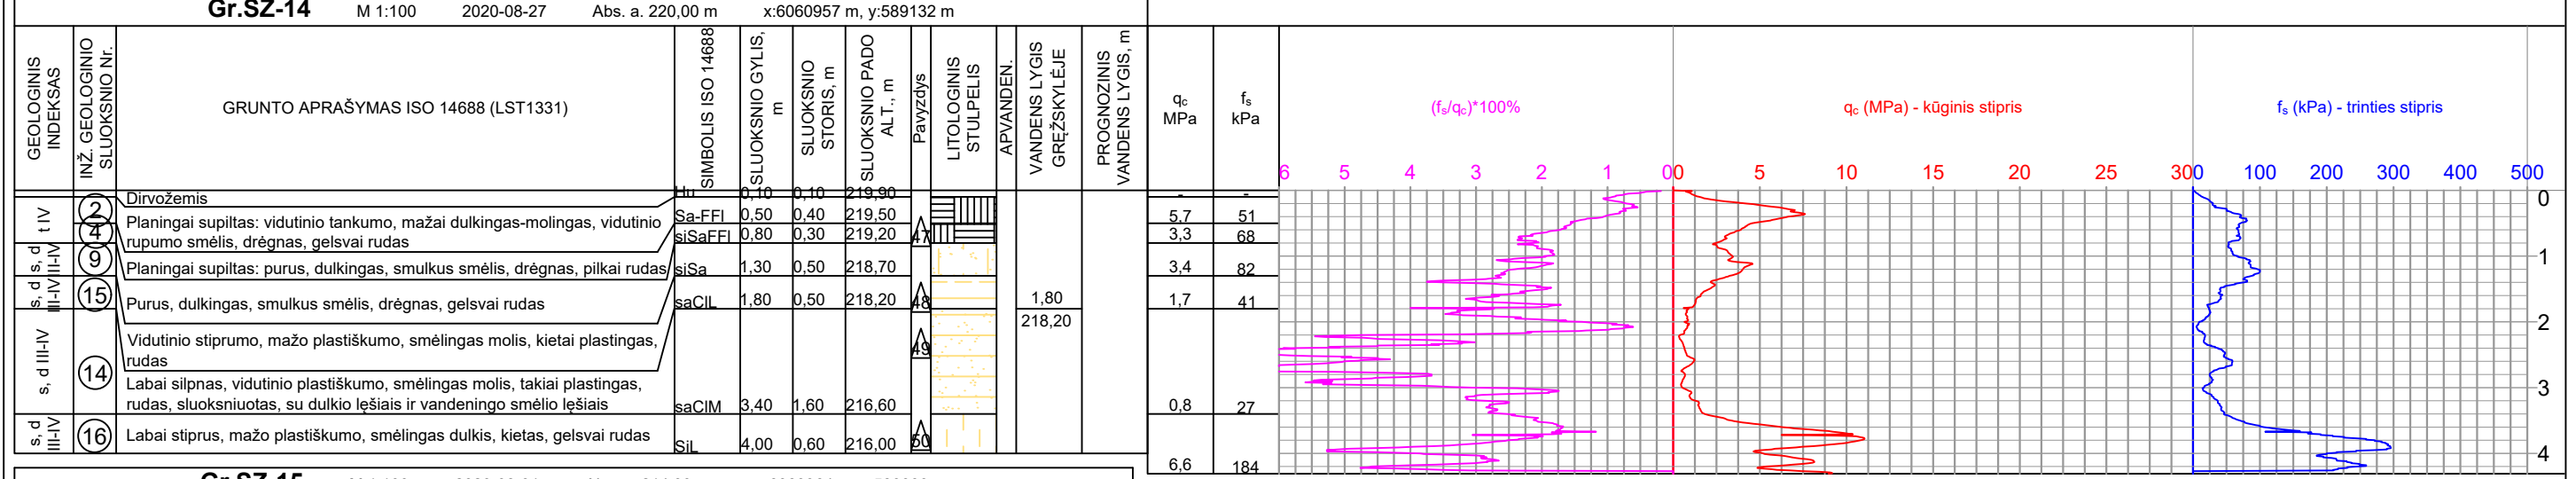 Gr.SZ-14 M 1:100 2020-08-27 Abs. a. 220,00 m x:6060957 m, y:589132 m
GEOLOGINIS
INDEKSAS
INŽ. GEOLOGINIO
SLUOKSNIO Nr.
GRUNTO APRAŠYMAS ISO 14688 (LST1331)
SIMBOLIS ISO 14688
SLUOKSNIO GYLIS,
m
SLUOKSNIO
STORIS, m
SLUOKSNIO PADO
ALT., m
Pavyzdys
LITOLOGINIS
STULPELIS
APVANDEN.
VANDENS LYGIS
GRĘŽSKYLĖJE
PROGNOZINIS
VANDENS LYGIS, m
qc
MPa
fs
kPa
(fs/qc)*100%
qc (MPa) - kūginis stipris
fs (kPa) - trinties stipris
6 5 4 3 2 1 0
0 5 10 15 20 25 30
0 100 200 300 400 500
Dirvožemis Hu 0,10 0,10 219,90 - -
t IV
2
Planingai supiltas: vidutinio tankumo, mažai dulkingas-molingas, vidutinio
rupumo smėlis, drėgnas, gelsvai rudas
Sa-FFl 0,50 0,40 219,50 5,7 51
4
Planingai supiltas: purus, dulkingas, smulkus smėlis, drėgnas, pilkai rudas
siSaFFl 0,80 0,30 219,20 47 3,3 68
s, d
III-IV
9
Purus, dulkingas, smulkus smėlis, drėgnas, gelsvai rudas
siSa 1,30 0,50 218,70 3,4 82
s, d
III-IV
15
Vidutinio stiprumo, mažo plastiškumo, smėlingas molis, kietai plastingas,
rudas
saClL 1,80 0,50 218,20 48 1,80 1,7 41
218,20
s, d III-IV
14
49
Labai silpnas, vidutinio plastiškumo, smėlingas molis, takiai plastingas,
rudas, sluoksniuotas, su dulkio lęšiais ir vandeningo smėlio lęšiais
saClM 3,40 1,60 216,60 0,8 27
s, d
III-IV
16
Labai stiprus, mažo plastiškumo, smėlingas dulkis, kietas, gelsvai rudas
SiL 4,00 0,60 216,00 50 6,6 184
0
1
2
3
4
Gr.SZ-15